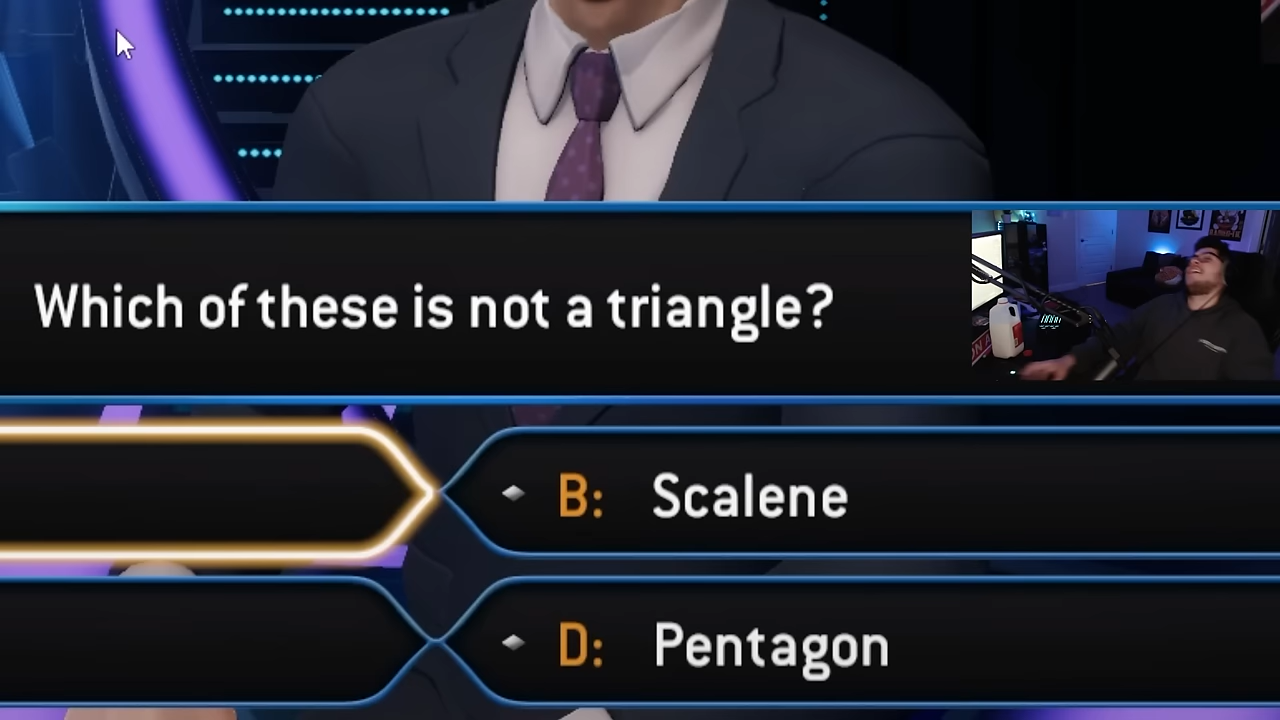 Which of these is not a triangle?
B: Scalene
D: Pentagon